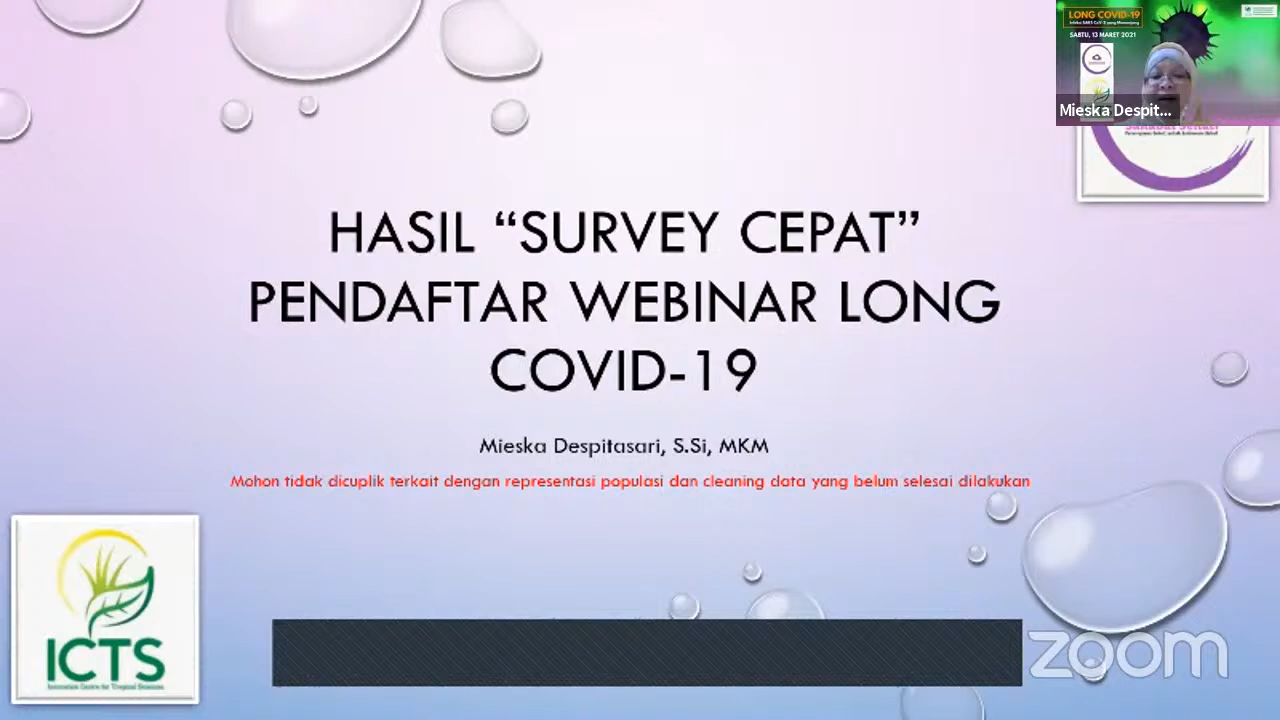 LONG COVID-19
SABTU, 13 MARET 2021
Mieska Despit...
HASIL “SURVEY CEPAT”
PENDAFTAR WEBINAR LONG
COVID-19
Mieska Despitasari, S.Si, MKM
Mohon tidak dicuplik terkait dengan representasi populasi dan cleaning data yang belum selesai dilakukan
ICTS
zoom